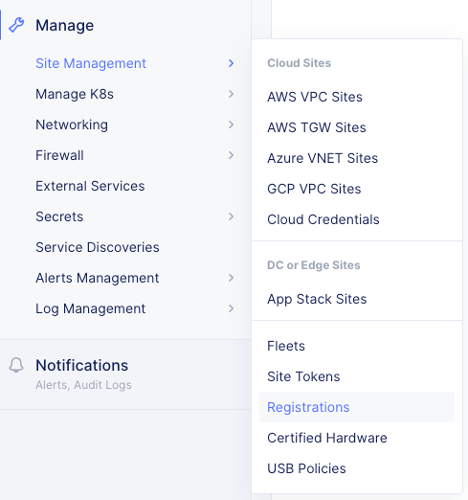 Manage
Site Management
Manage K8s
Networking
Firewall
External Services
Secrets
Service Discoveries
Alerts Management
Log Management
Notifications
Alerts, Audit Logs
Cloud Sites
AWS VPC Sites
AWS TGW Sites
Azure VNET Sites
GCP VPC Sites
Cloud Credentials
DC or Edge Sites
App Stack Sites
Fleets
Site Tokens
Registrations
Certified Hardware
USB Policies